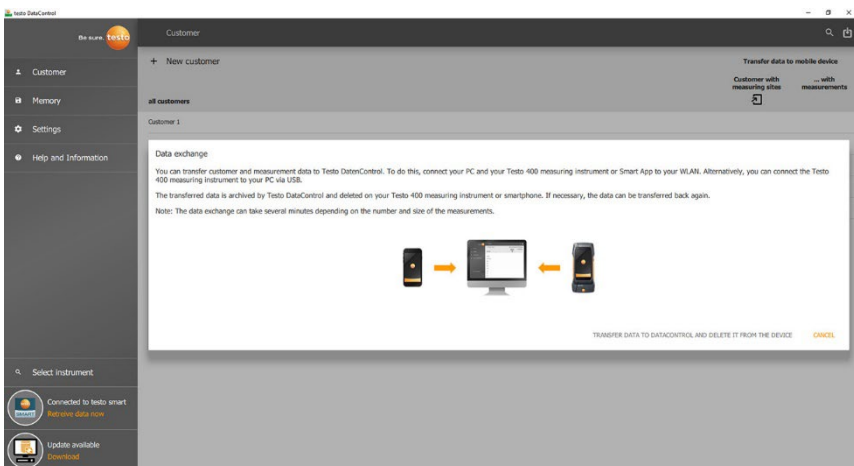 testo DataControl
Be sure. testo
Customer
Memory
Settings
Help and Information
Select instrument
SMART
Connected to testo smart
Retreive data now
Update available
Download
Customer
+ New customer
Transfer data to mobile device
Customer with
measuring sites
... with
measurements
all customers
Customer 1
Data exchange
You can transfer customer and measurement data to Testo DatenControl. To do this, connect your PC and your Testo 400 measuring instrument or Smart App to your WLAN. Alternatively, you can connect the Testo
400 measuring instrument to your PC via USB.
The transferred data is archived by Testo DataControl and deleted on your Testo 400 measuring instrument or smartphone. If necessary, the data can be transferred back again.
Note: The data exchange can take several minutes depending on the number and size of the measurements.
TRANSFER DATA TO DATACONTROL AND DELETE IT FROM THE DEVICE
CANCEL